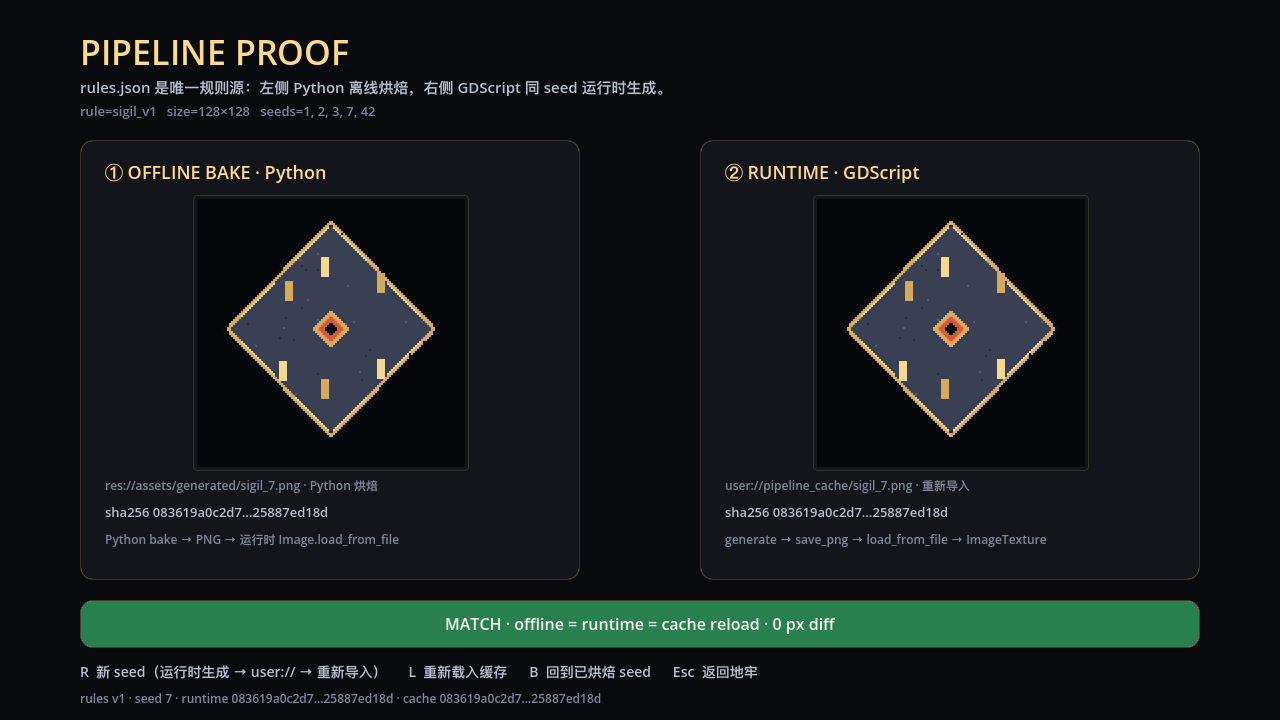 PIPELINE PROOF
rules.json 是唯一规则源：左侧 Python 离线烘焙，右侧 GDScript 同 seed 运行时生成。
rule=sigil_v1 size=128×128 seeds=1, 2, 3, 7, 42
① OFFLINE BAKE · Python
res://assets/generated/sigil_7.png · Python 烘焙
sha256 083619a0c2d7…25887ed18d
Python bake → PNG → 运行时 Image.load_from_file
② RUNTIME · GDScript
user://pipeline_cache/sigil_7.png · 重新导入
sha256 083619a0c2d7…25887ed18d
generate → save_png → load_from_file → ImageTexture
MATCH · offline = runtime = cache reload · 0 px diff
R 新 seed（运行时生成 → user:// → 重新导入） L 重新载入缓存 B 回到已烘焙 seed Esc 返回地牢
rules v1 · seed 7 · runtime 083619a0c2d7…25887ed18d · cache 083619a0c2d7…25887ed18d